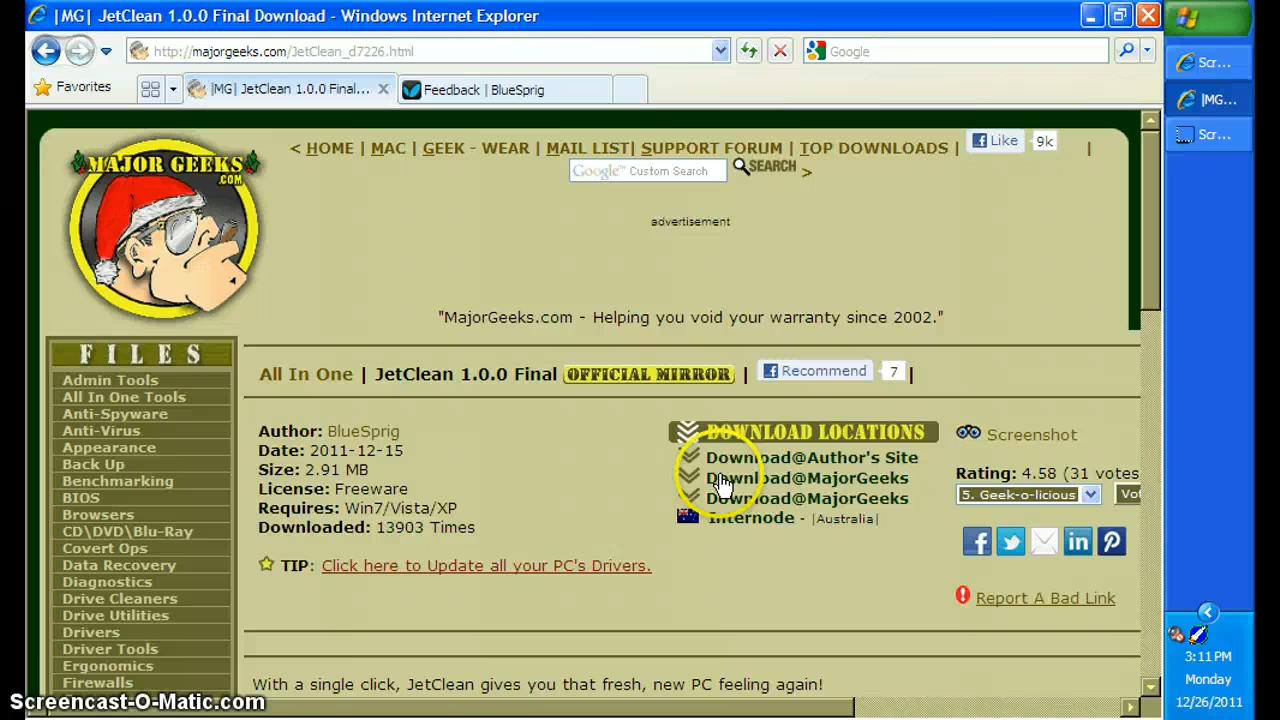 |MG| JetClean 1.0.0 Final Download - Windows Internet Explorer
http://majorgeeks.com/JetClean_d7226.html
Google
Favorites
|MG| JetClean 1.0.0 Final...
Feedback | BlueSprig
Scr...
|MG...
Scr...
MAJOR GEEKS
.COM
< HOME | MAC | GEEK - WEAR | MAIL LIST| SUPPORT FORUM | TOP DOWNLOADS |
Like
9k
|
Google™ Custom Search
SEARCH >
advertisement
"MajorGeeks.com - Helping you void your warranty since 2002."
FILES
Admin Tools
All In One Tools
Anti-Spyware
Anti-Virus
Appearance
Back Up
Benchmarking
BIOS
Browsers
CD\DVD\Blu-Ray
Covert Ops
Data Recovery
Diagnostics
Drive Cleaners
Drive Utilities
Drivers
Driver Tools
Ergonomics
Firewalls
All In One | JetClean 1.0.0 Final OFFICIAL MIRROR | Recommend 7 |
Author: BlueSprig
Date: 2011-12-15
Size: 2.91 MB
License: Freeware
Requires: Win7/Vista/XP
Downloaded: 13903 Times
TIP: Click here to Update all your PC's Drivers.
DOWNLOAD LOCATIONS
Download@Author's Site
Download@MajorGeeks
Download@MajorGeeks
Internode - |Australia|
Screenshot
Rating: 4.58 (31 votes
5. Geek-o-licious
Vot
Report A Bad Link
With a single click, JetClean gives you that fresh, new PC feeling again!
3:11 PM
Monday
12/26/2011
Screencast-O-Matic.com